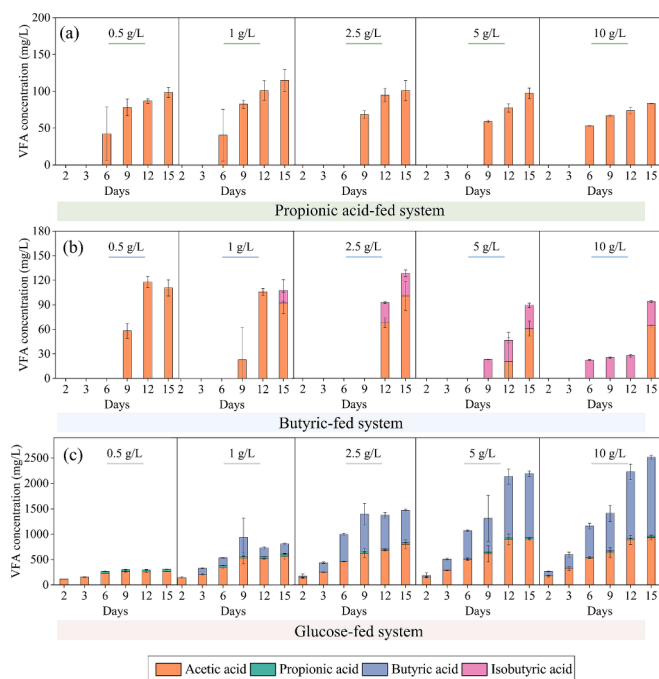 (a)
0.5 g/L 1 g/L 2.5 g/L 5 g/L 10 g/L
VFA concentration (mg/L)
200
150
100
50
0
2 3 6 9 12 15 2 3 6 9 12 15 2 3 6 9 12 15 2 3 6 9 12 15 2 3 6 9 12 15
Days Days Days Days Days
Propionic acid-fed system
(b)
0.5 g/L 1 g/L 2.5 g/L 5 g/L 10 g/L
VFA concentration (mg/L)
180
150
120
90
60
30
0
2 3 6 9 12 15 2 3 6 9 12 15 2 3 6 9 12 15 2 3 6 9 12 15 2 3 6 9 12 15
Days Days Days Days Days
Butyric-fed system
(c)
0.5 g/L 1 g/L 2.5 g/L 5 g/L 10 g/L
VFA concentration (mg/L)
2500
2000
1500
1000
500
0
2 3 6 9 12 15 2 3 6 9 12 15 2 3 6 9 12 15 2 3 6 9 12 15 2 3 6 9 12 15
Days Days Days Days Days
Glucose-fed system
Acetic acid Propionic acid Butyric acid Isobutyric acid